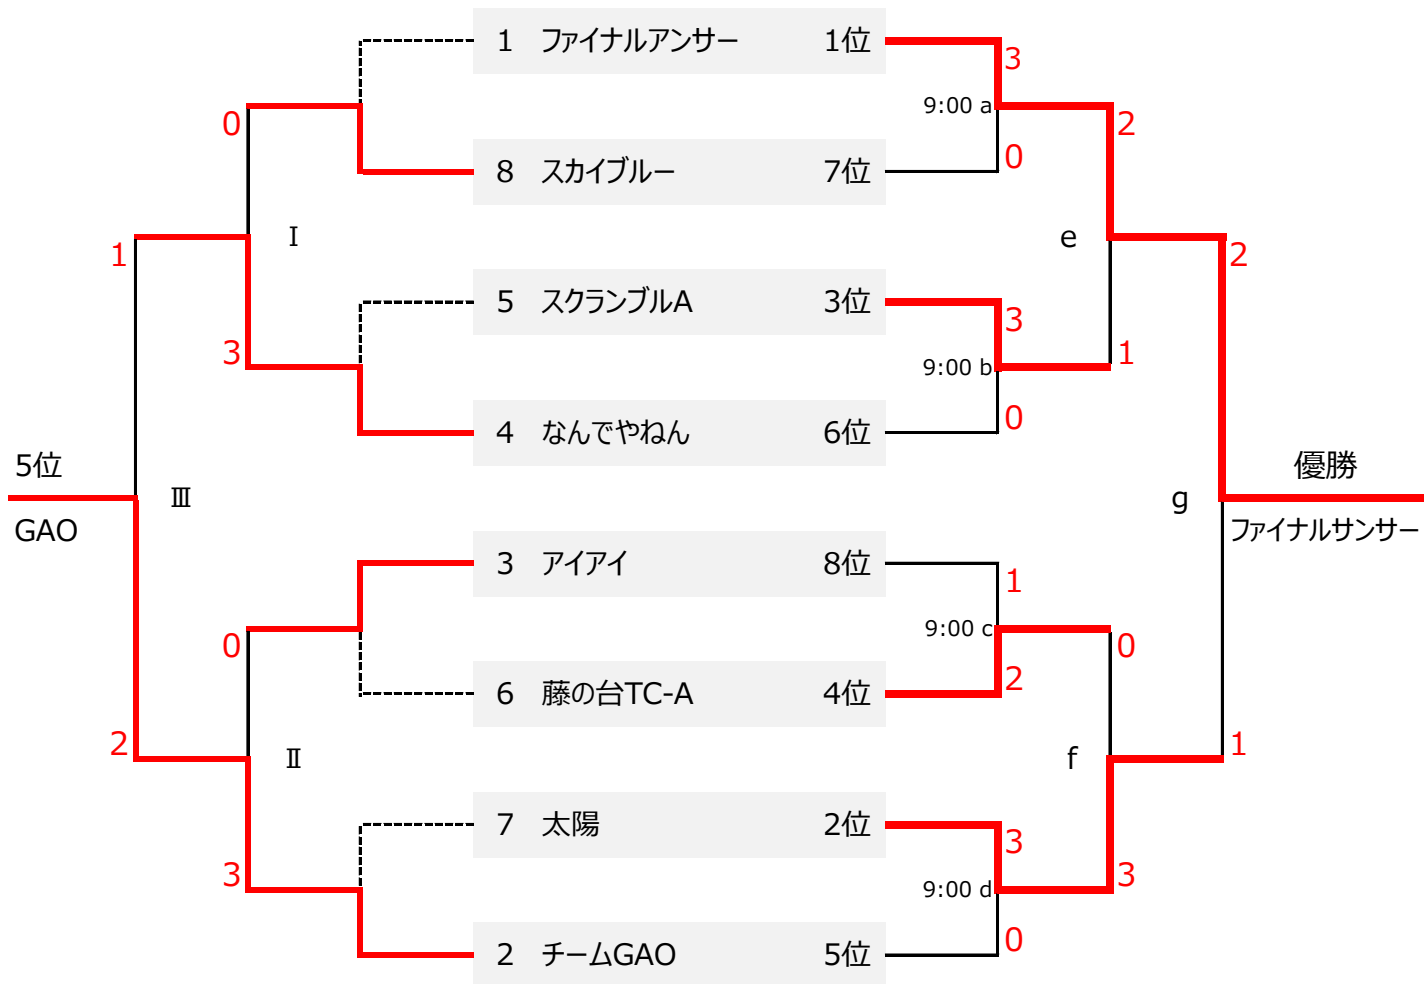 1 ファイナルアンサー 1位
3
0
9:00 a
2
0
8 スカイブルー 7位
Ⅰ
e
1
2
5 スクランブルA 3位
3
3
1
9:00 b
0
4 なんでやねん 6位
5位
優勝
Ⅲ
g
GAO
ファイナルサンサー
3 アイアイ 8位
1
9:00 c
0
0
6 藤の台TC-A 4位
2
2
1
Ⅱ
f
7 太陽 2位
3
3
3
9:00 d
0
2 チームGAO 5位